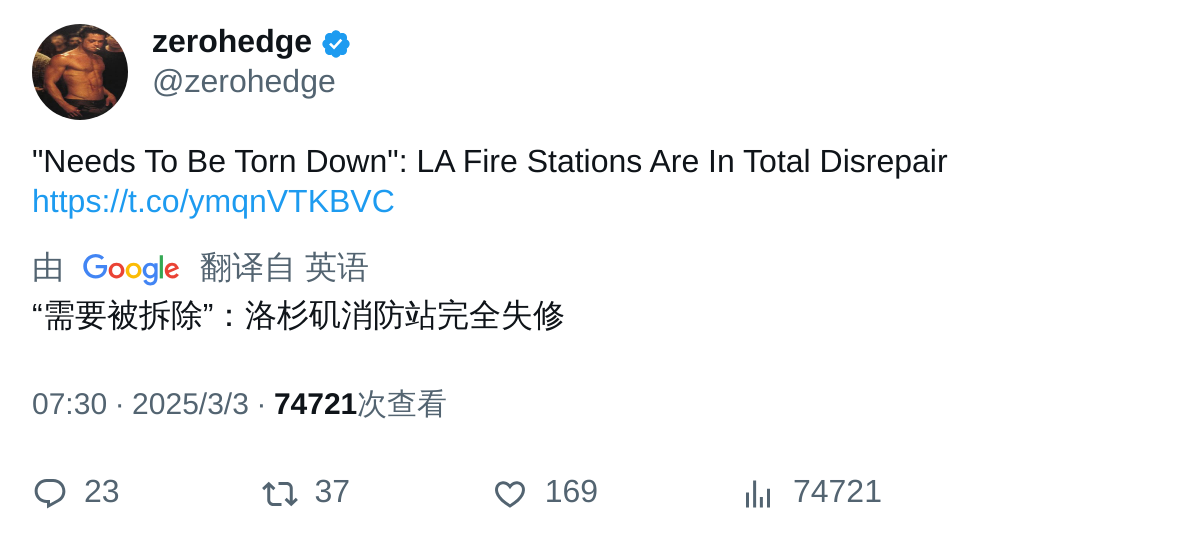 zerohedge
@zerohedge
"Needs To Be Torn Down": LA Fire Stations Are In Total Disrepair
https://t.co/ymqnVTKBVC
由 Google 翻译自 英语
“需要被拆除”：洛杉矶消防站完全失修
07:30 · 2025/3/3 · 74721次查看
23 37 169 74721